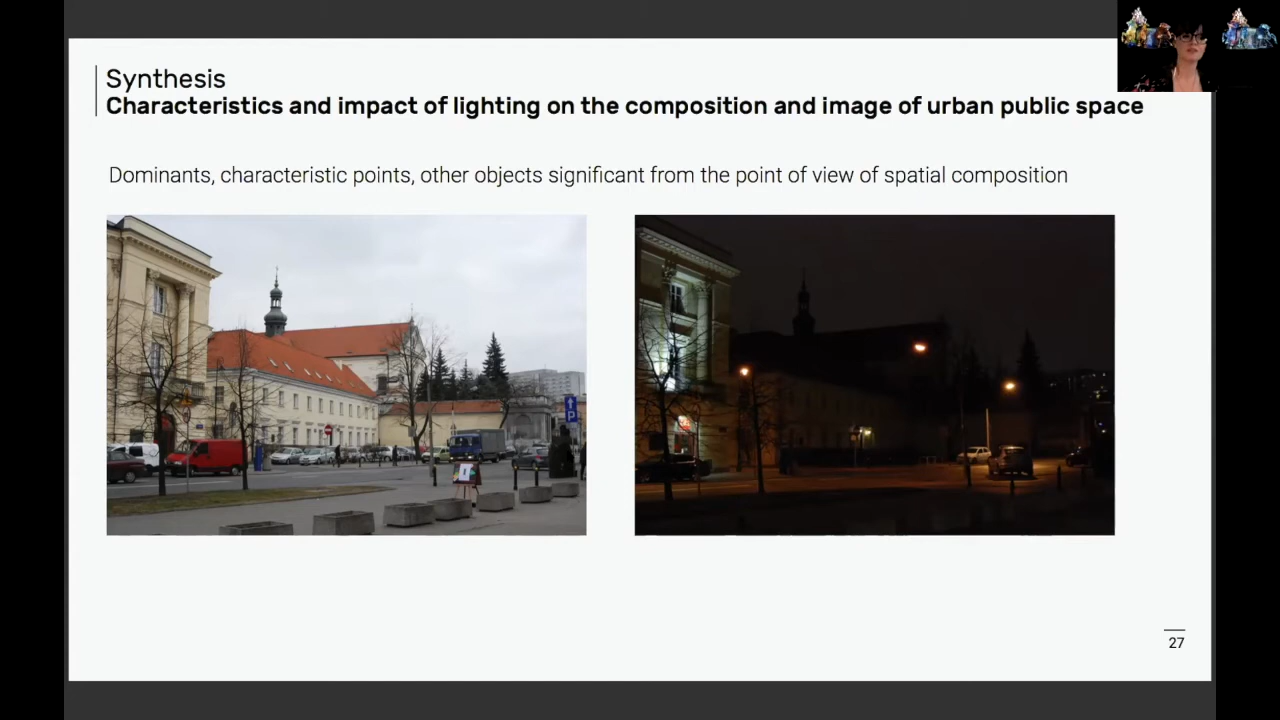 Synthesis
Characteristics and impact of lighting on the composition and image of urban public space
Dominants, characteristic points, other objects significant from the point of view of spatial composition
P
27